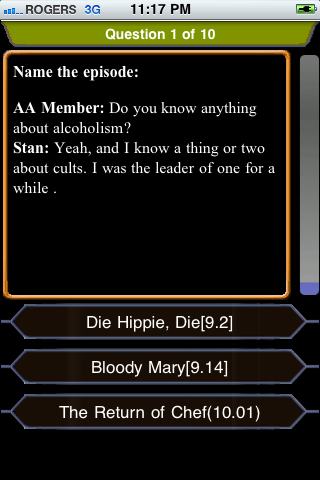 ROGERS 3G 11:17 PM
Question 1 of 10
Name the episode:
AA Member: Do you know anything
about alcoholism?
Stan: Yeah, and I know a thing or two
about cults. I was the leader of one for a
while .
Die Hippie, Die[9.2]
Bloody Mary[9.14]
The Return of Chef(10.01)